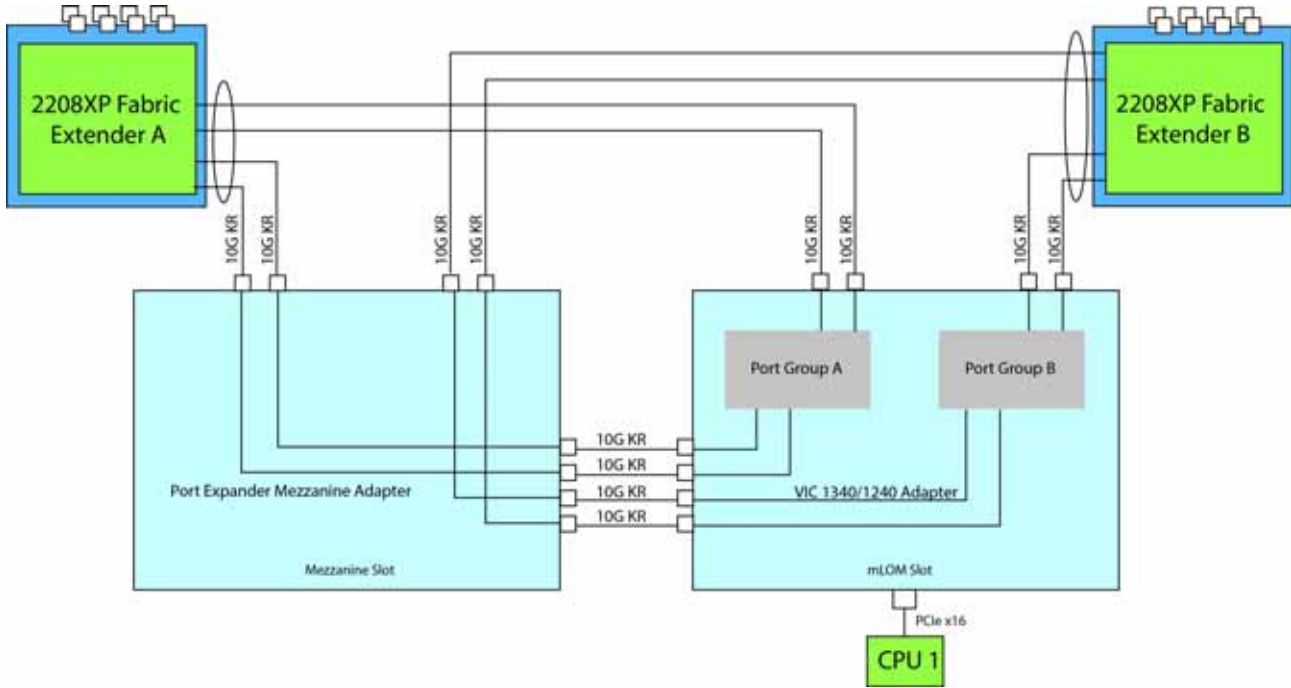 2208XP Fabric
Extender A
2208XP Fabric
Extender B
10G KR
10G KR
10G KR
10G KR
10G KR
10G KR
10G KR
10G KR
Port Group A
Port Group B
10G KR
10G KR
10G KR
10G KR
Port Expander Mezzanine Adapter
VIC 1340/1240 Adapter
Mezzanine Slot
mLOM Slot
PCIe x16
CPU 1